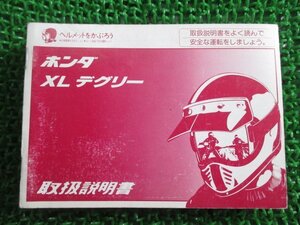 ヘルメットをかぶろう
取扱説明書をよく読んで
安全な運転をしましょう。
ホンダ
XL デグリー
取扱説明書